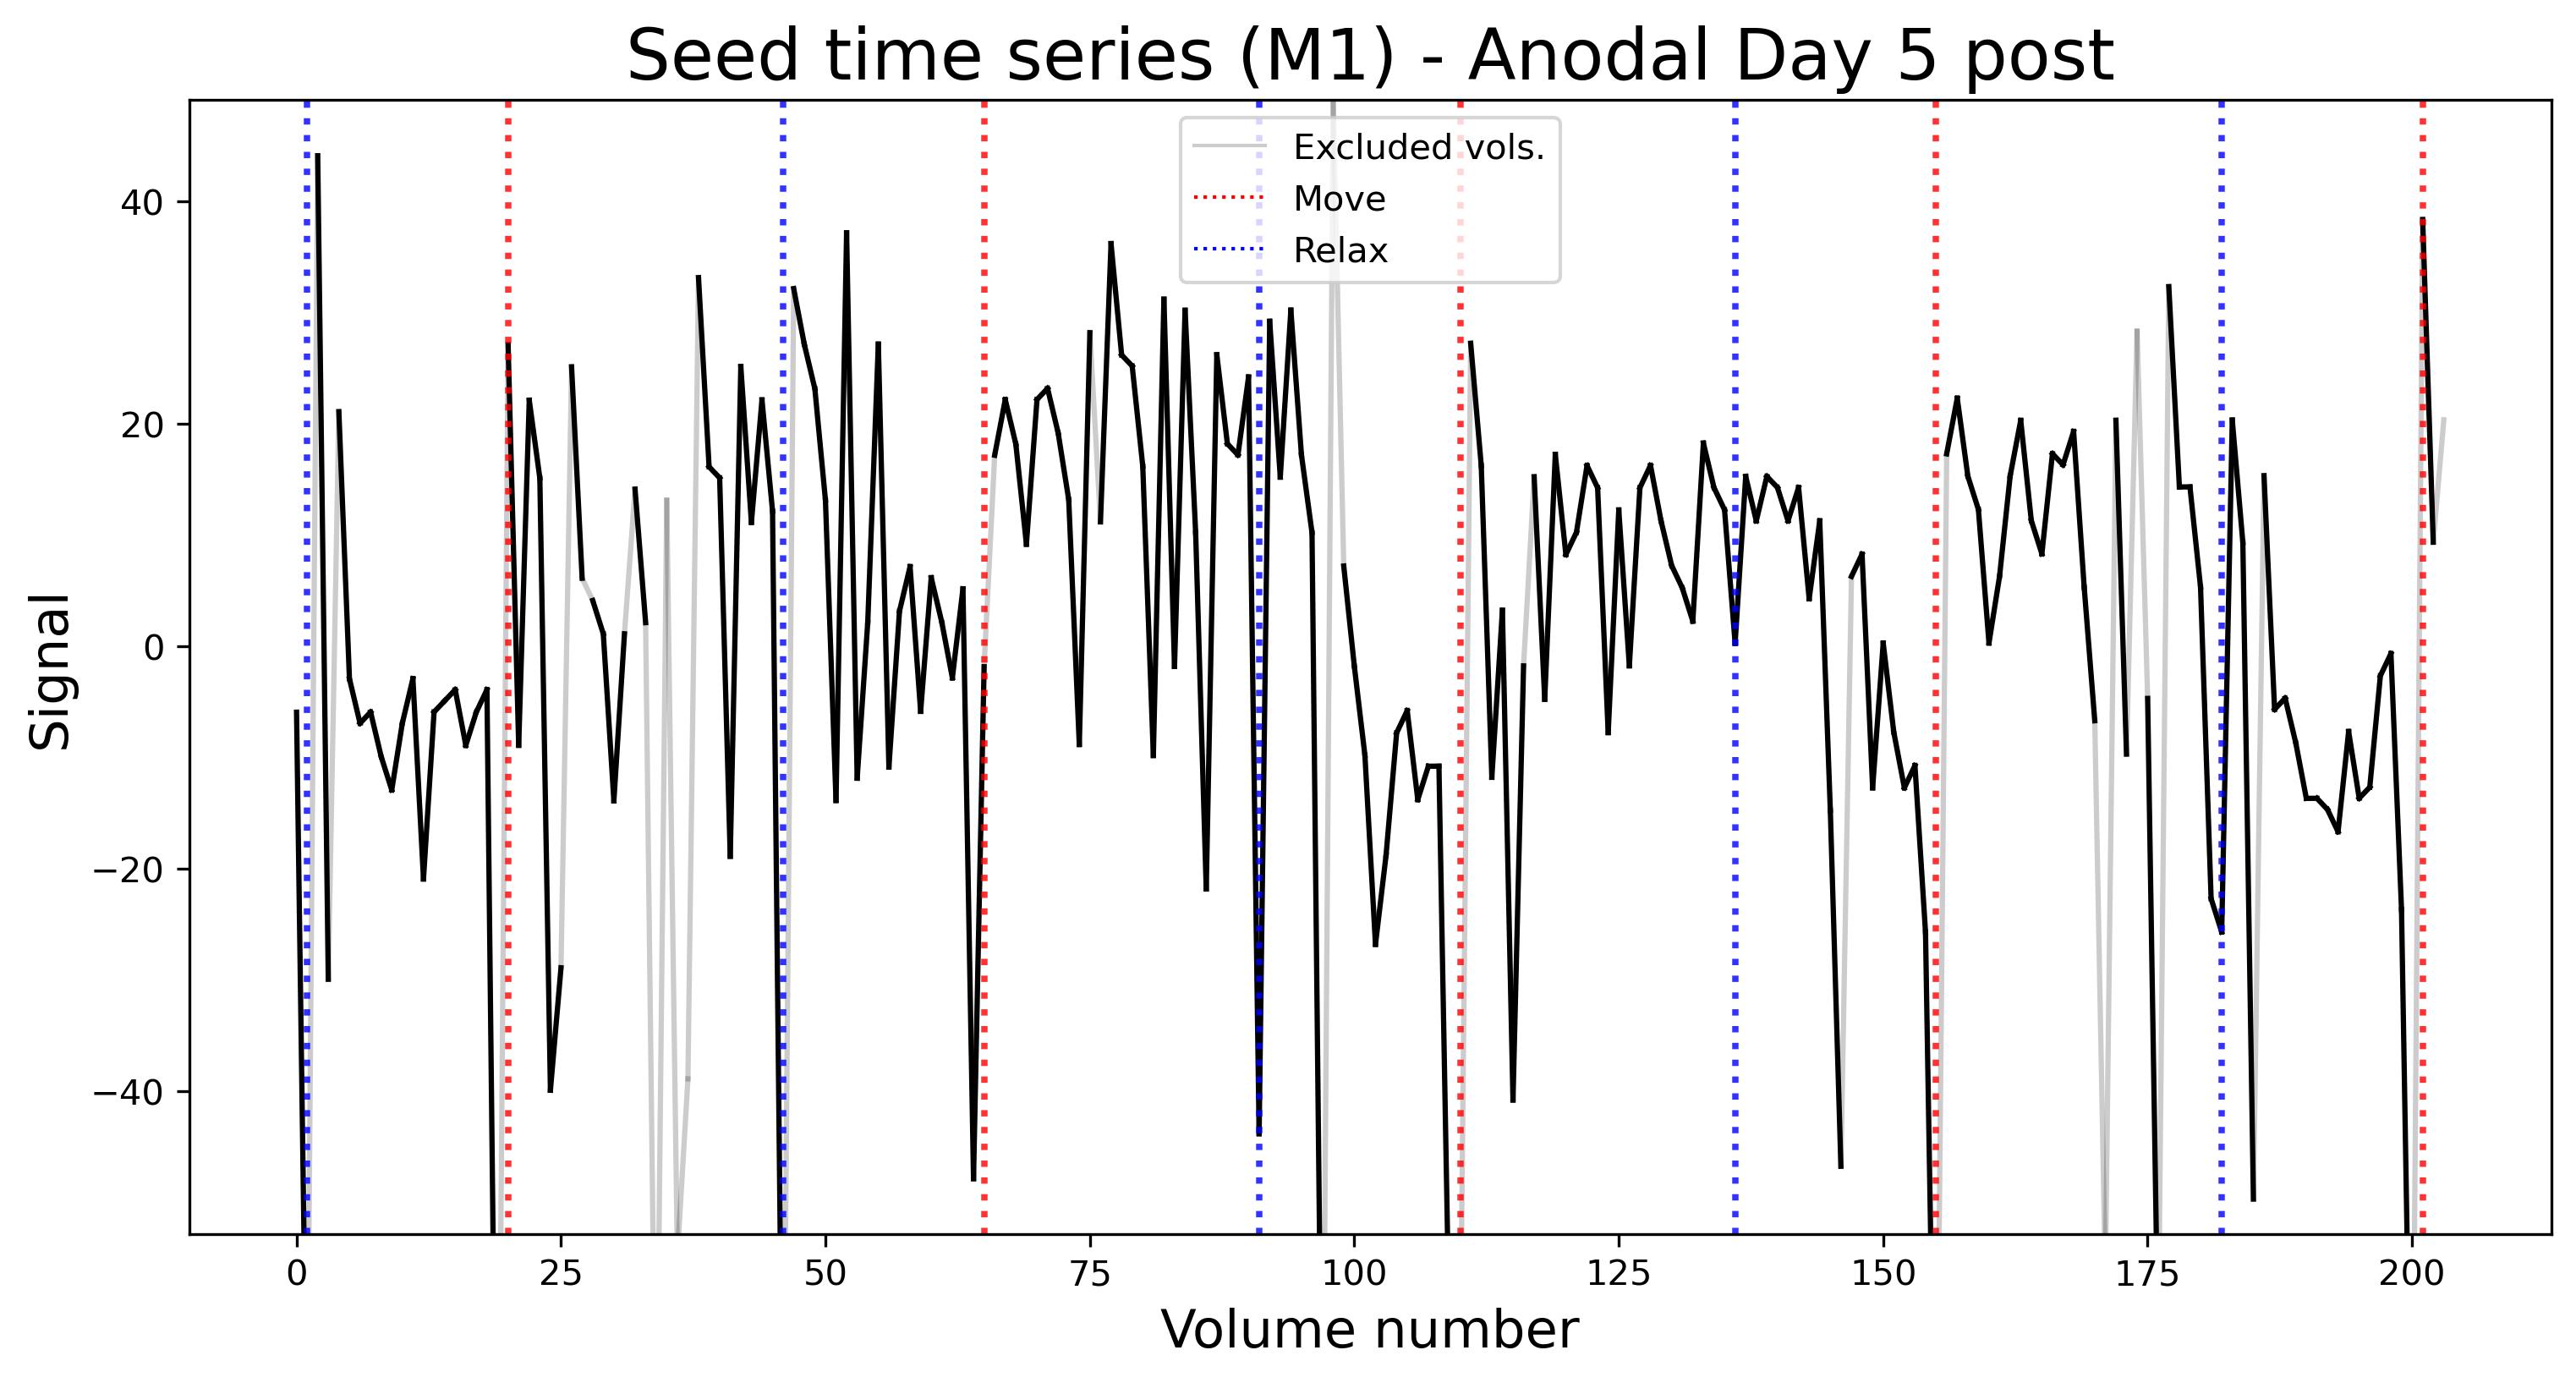 Seed time series (M1) - Anodal Day 5 post
Excluded vols.
Move
Relax
Signal
40
20
0
−20
−40
0 25 50 75 100 125 150 175 200
Volume number